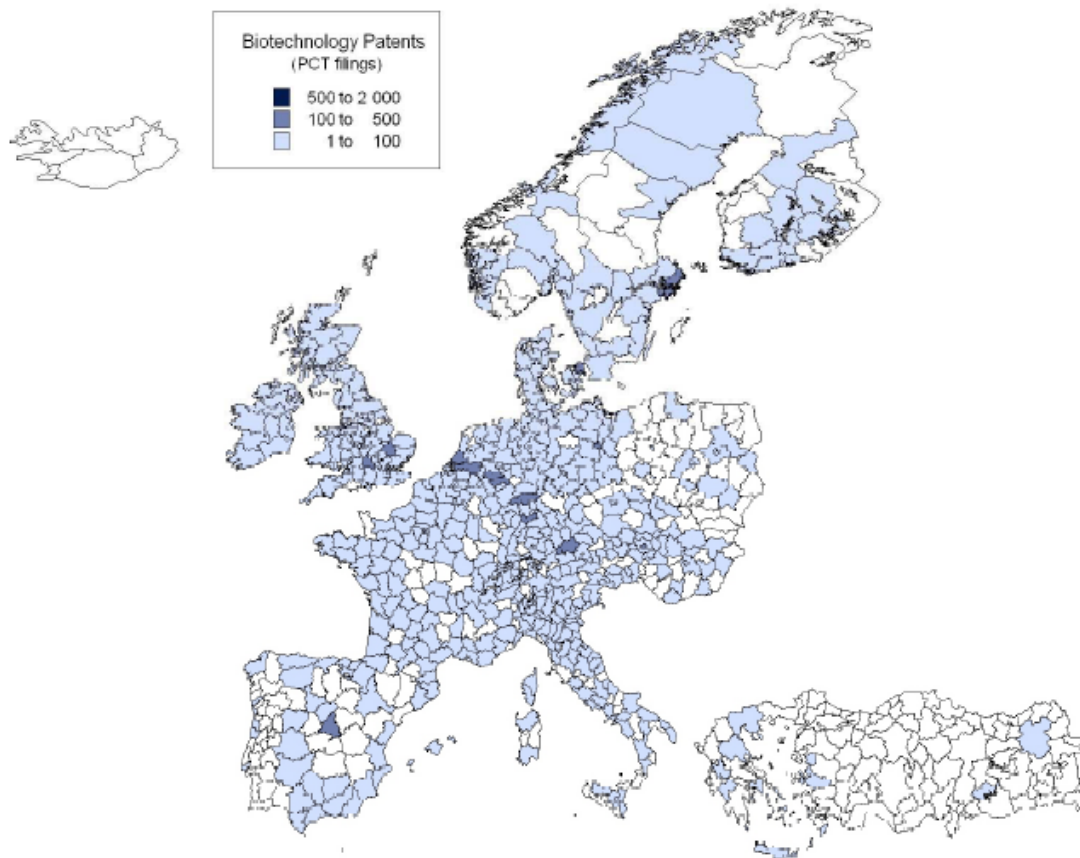 Biotechnology Patents
(PCT filings)
500 to 2 000
100 to 500
1 to 100